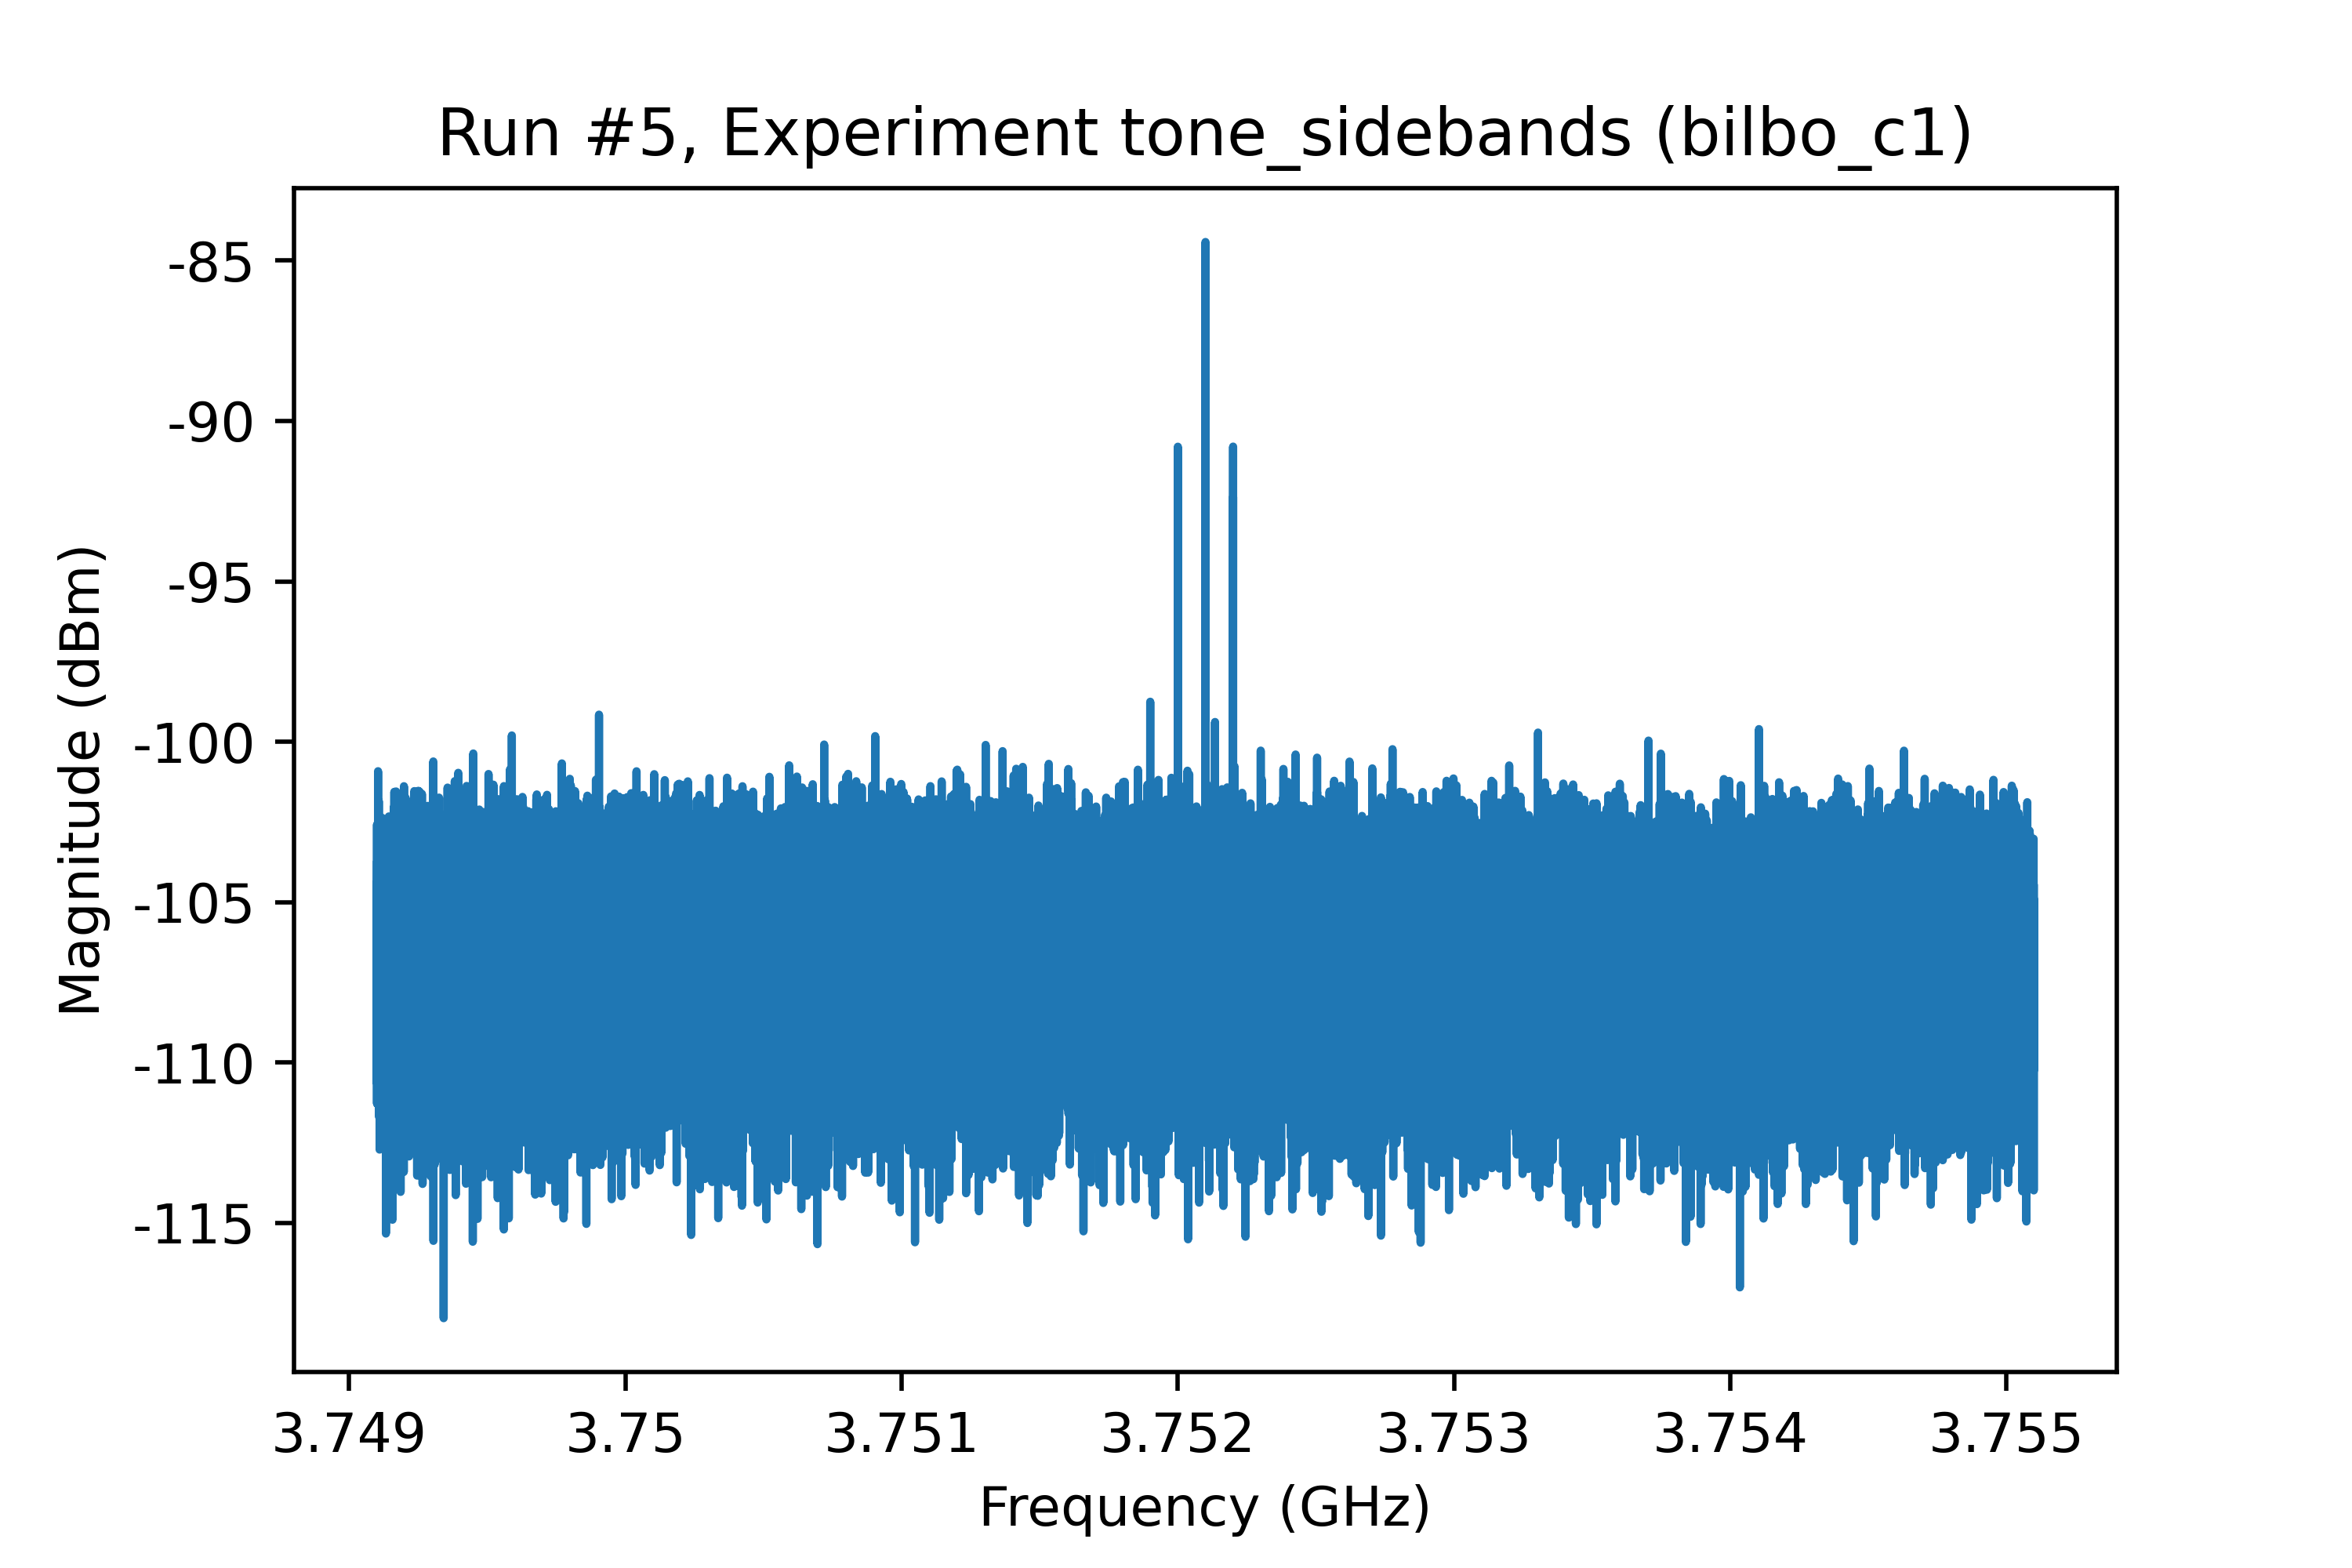 Run #5, Experiment tone_sidebands (bilbo_c1)
-85
-90
-95
-100
-105
-110
-115
Magnitude (dBm)
3.749 3.75 3.751 3.752 3.753 3.754 3.755
Frequency (GHz)